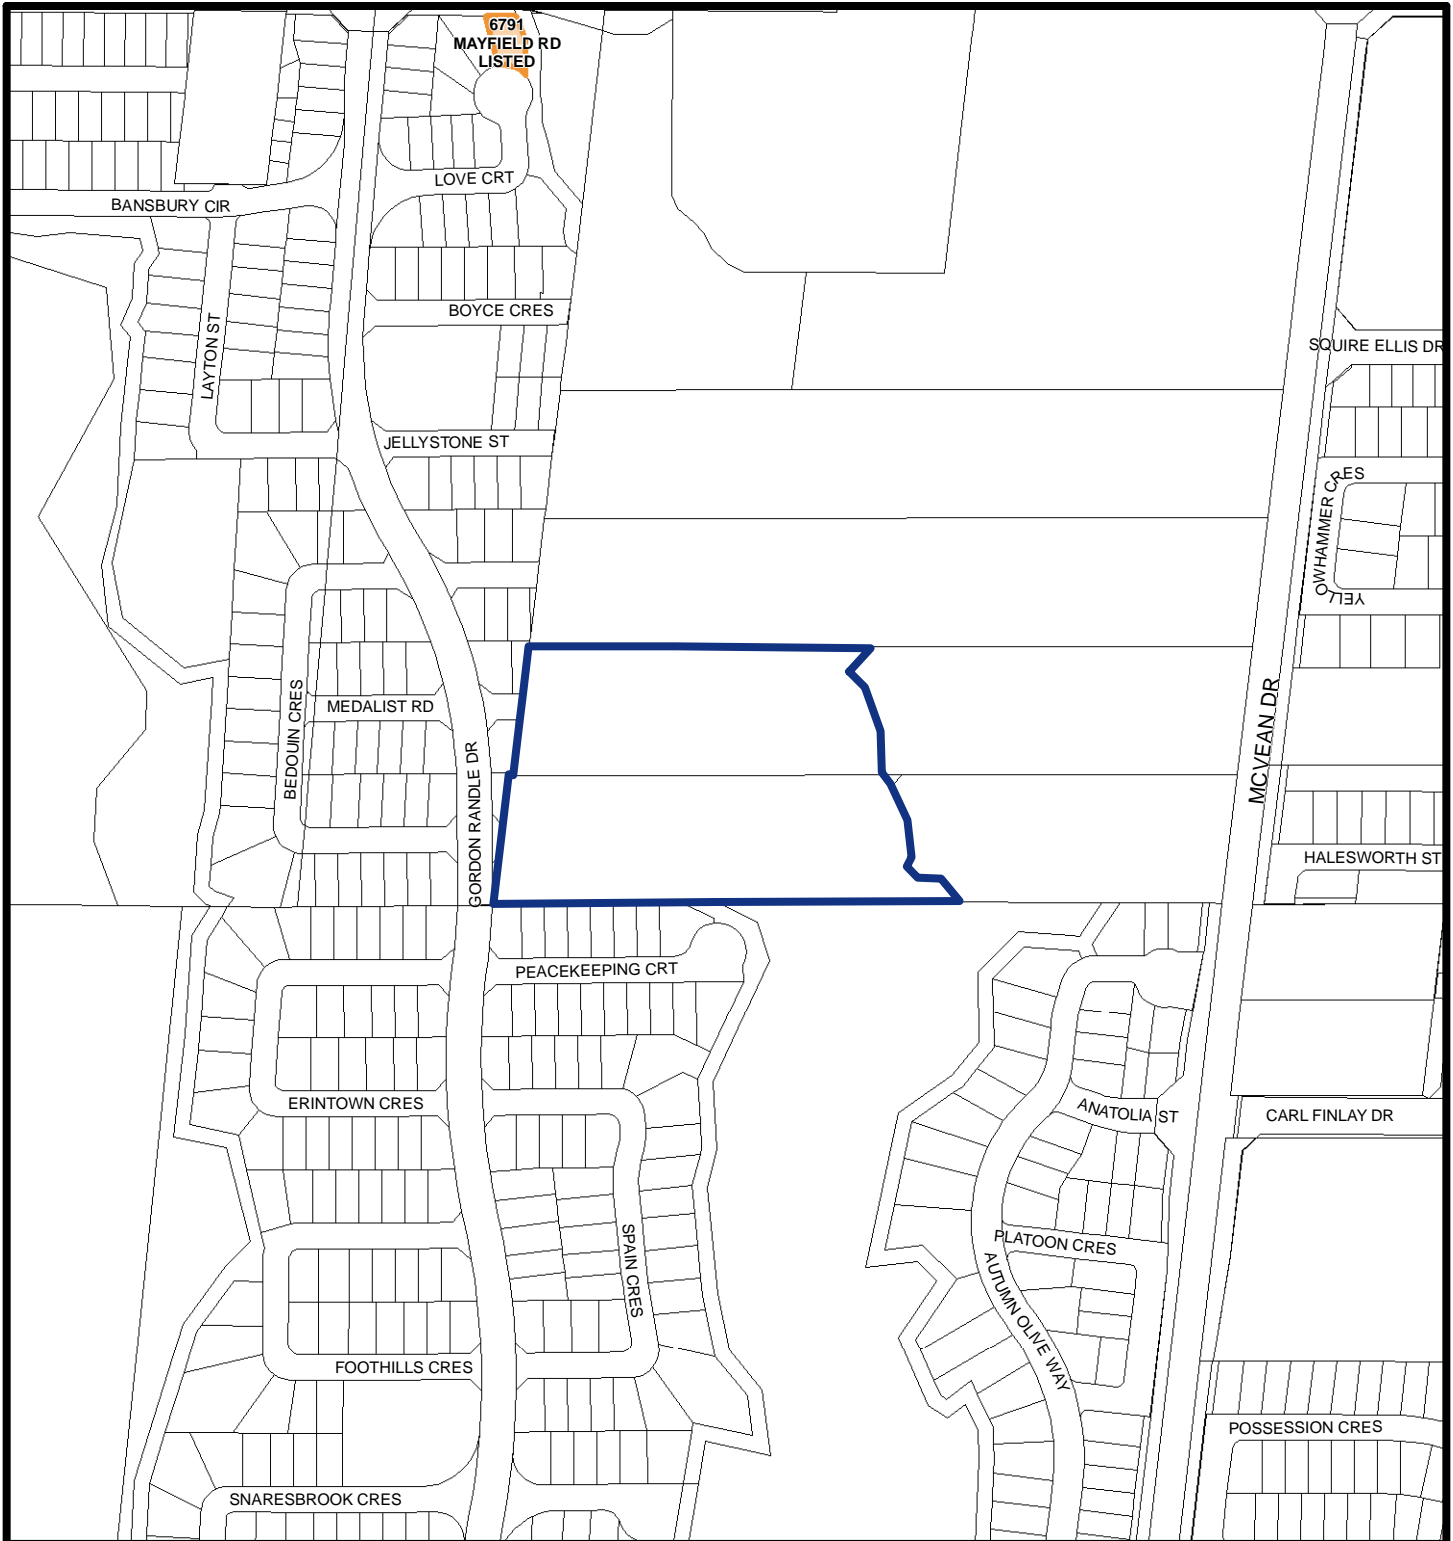 6791
MAYFIELD RD
LISTED
LOVE CRT
BANSBURY CIR
BOYCE CRES
LAYTON ST
SQUIRE ELLIS DR
JELLYSTONE ST
YELLOWHAMMER CRES
BEDOUIN CRES
MEDALIST RD
MCVEAN DR
GORDON RANDLE DR
HALESWORTH ST
PEACEKEEPING CRT
ERINTOWN CRES
ANATOLIA ST
CARL FINLAY DR
SPAIN CRES
PLATOON CRES
AUTUMN OLIVE WAY
FOOTHILLS CRES
POSSESSION CRES
SNARESBROOK CRES